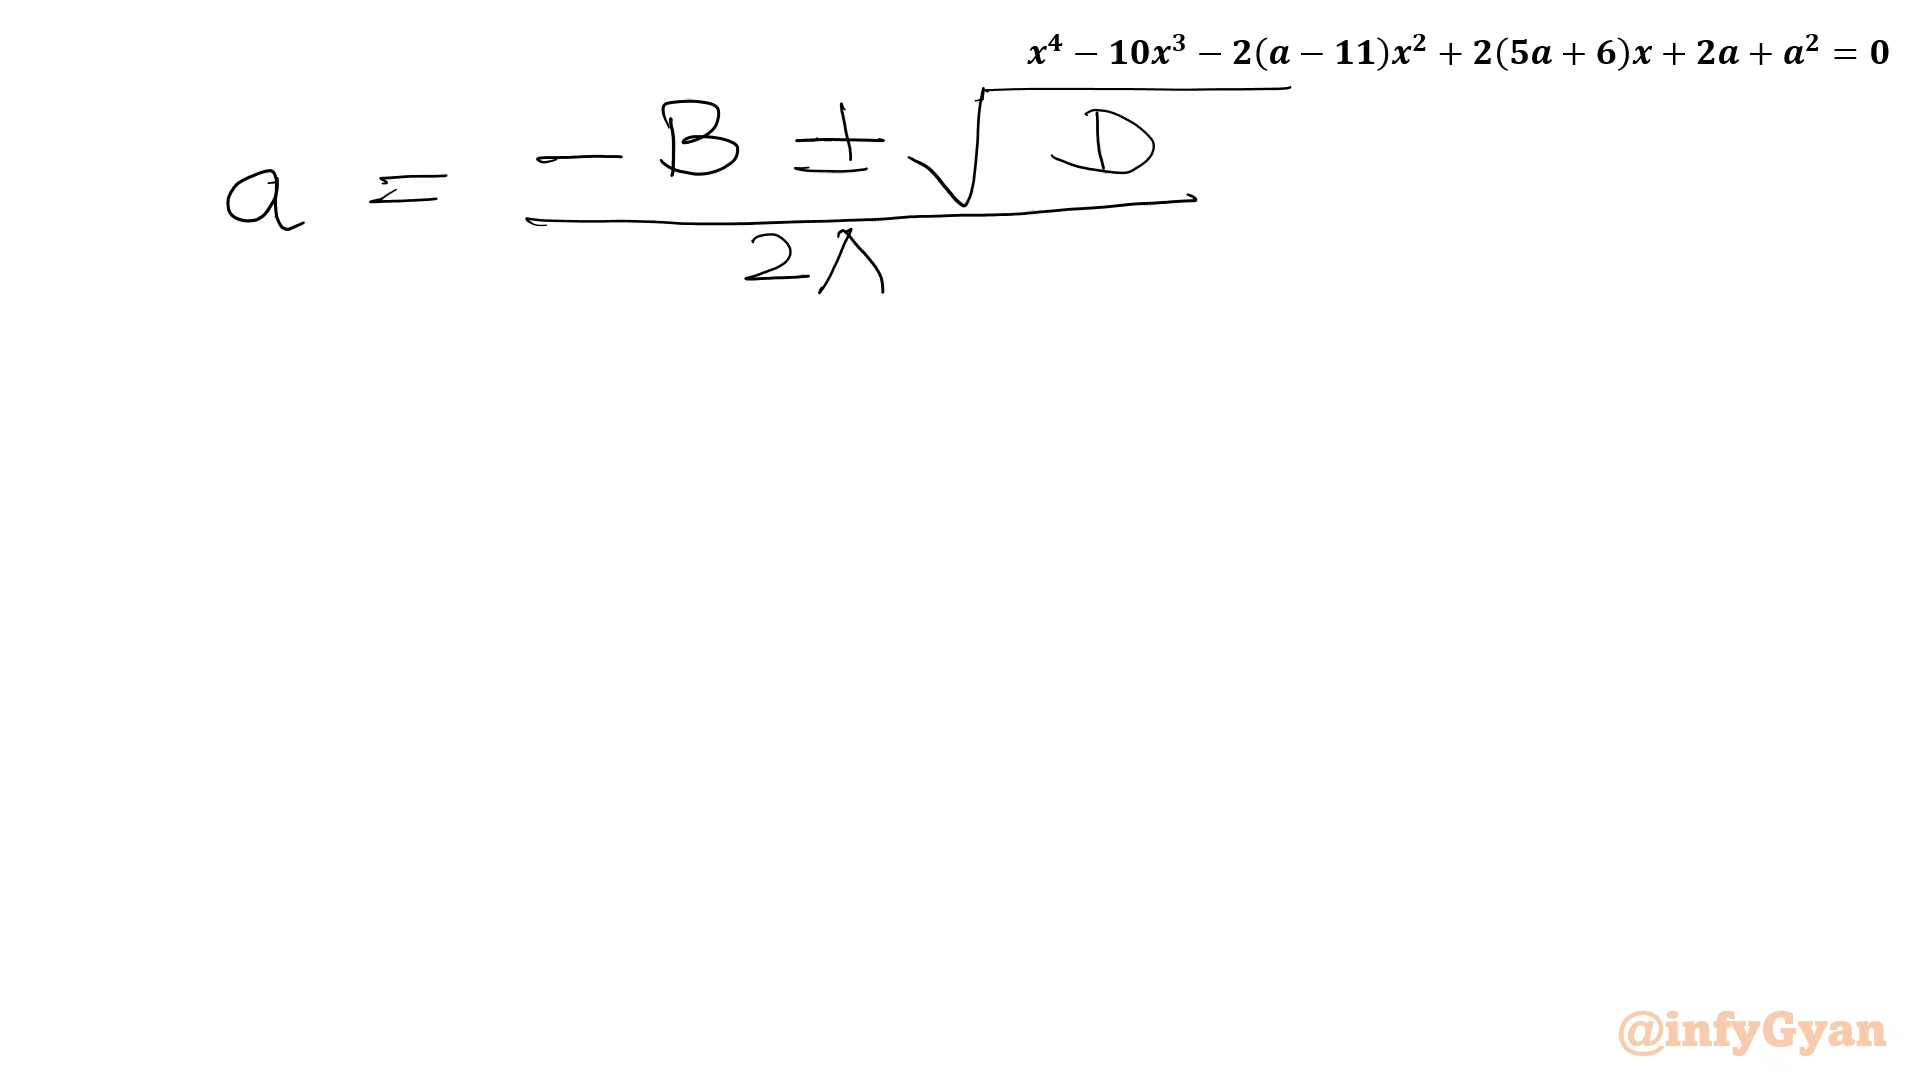 x⁴ − 10x³ − 2(a − 11)x² + 2(5a + 6)x + 2a + a² = 0
a = (−B ± √D) / 2A
@infyGyan